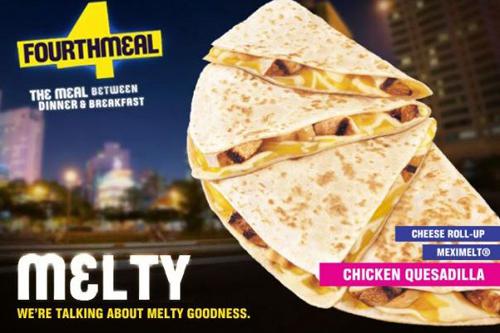 4
FOURTHMEAL
THE MEAL BETWEEN
DINNER & BREAKFAST
CHEESE ROLL-UP
MEXIMELT®
CHICKEN QUESADILLA
MELTY
WE'RE TALKING ABOUT MELTY GOODNESS.